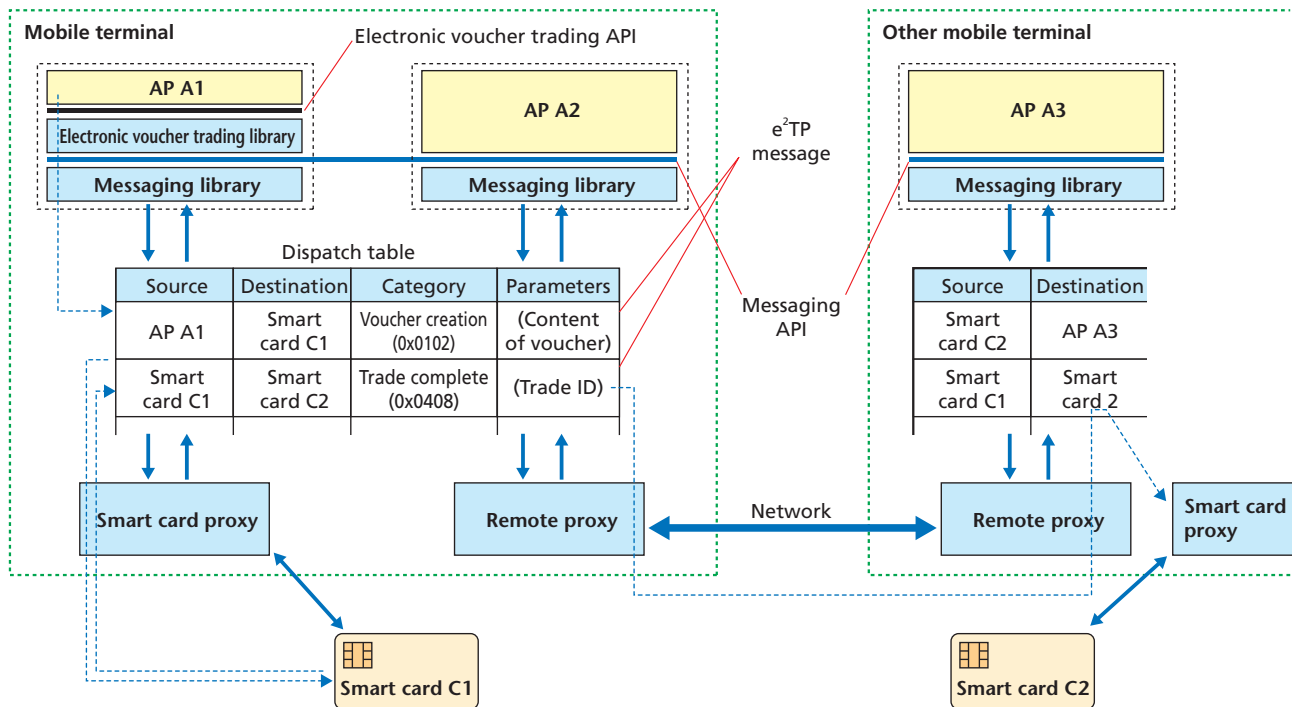 Mobile terminal
Electronic voucher trading API
Other mobile terminal
AP A1
Electronic voucher trading library
Messaging library
AP A2
Messaging library
e²TP
message
AP A3
Messaging library
Dispatch table
Source
Destination
Category
Parameters
AP A1
Smart
card C1
Voucher creation
(0x0102)
(Content
of voucher)
Smart
card C1
Smart
card C2
Trade complete
(0x0408)
(Trade ID)
Messaging
API
Source
Destination
Smart
card C2
AP A3
Smart
card C1
Smart
card 2
Smart card proxy
Remote proxy
Network
Remote proxy
Smart card
proxy
Smart card C1
Smart card C2